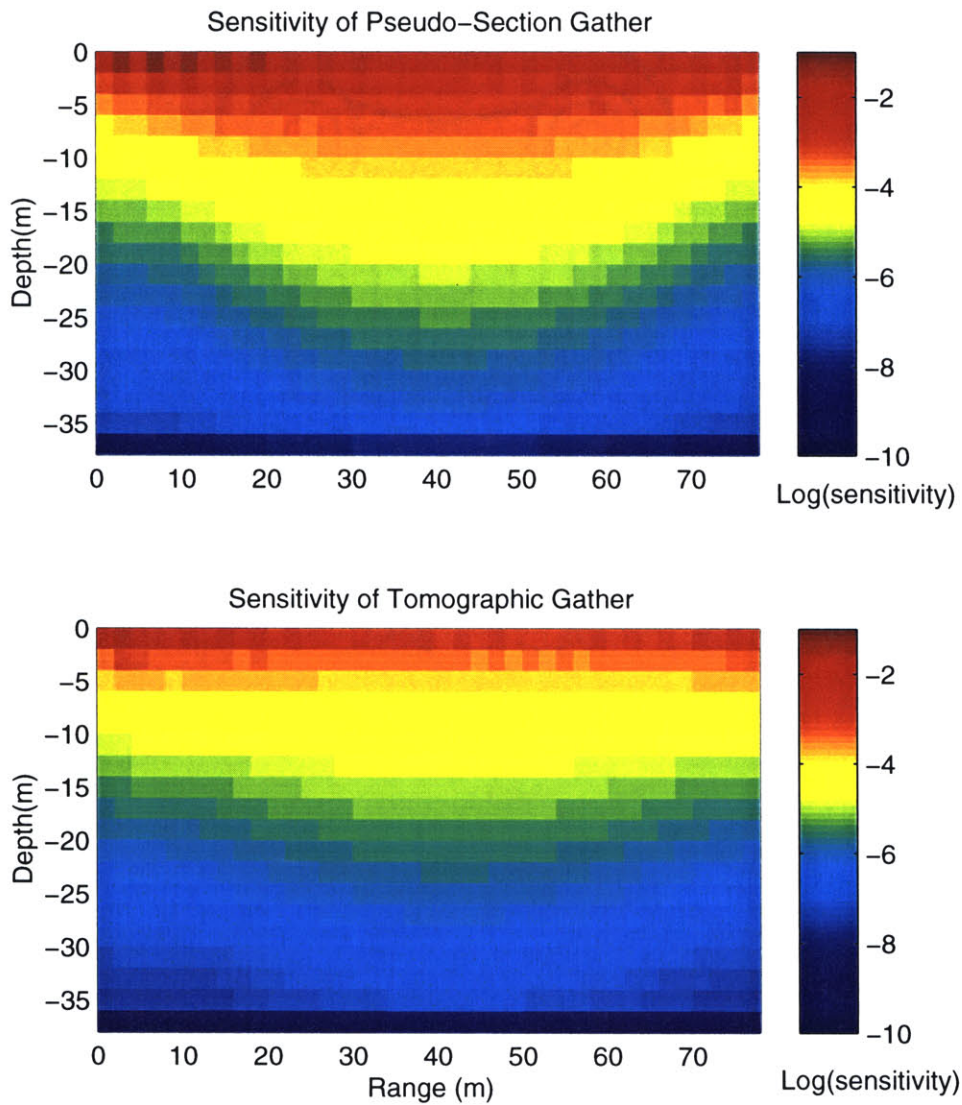 Sensitivity of Pseudo−Section Gather
0
−5
−10
−15
−20
−25
−30
−35
Depth(m)
0 10 20 30 40 50 60 70
−2
−4
−6
−8
−10
Log(sensitivity)
Sensitivity of Tomographic Gather
0
−5
−10
−15
−20
−25
−30
−35
Depth(m)
0 10 20 30 40 50 60 70
Range (m)
−2
−4
−6
−8
−10
Log(sensitivity)